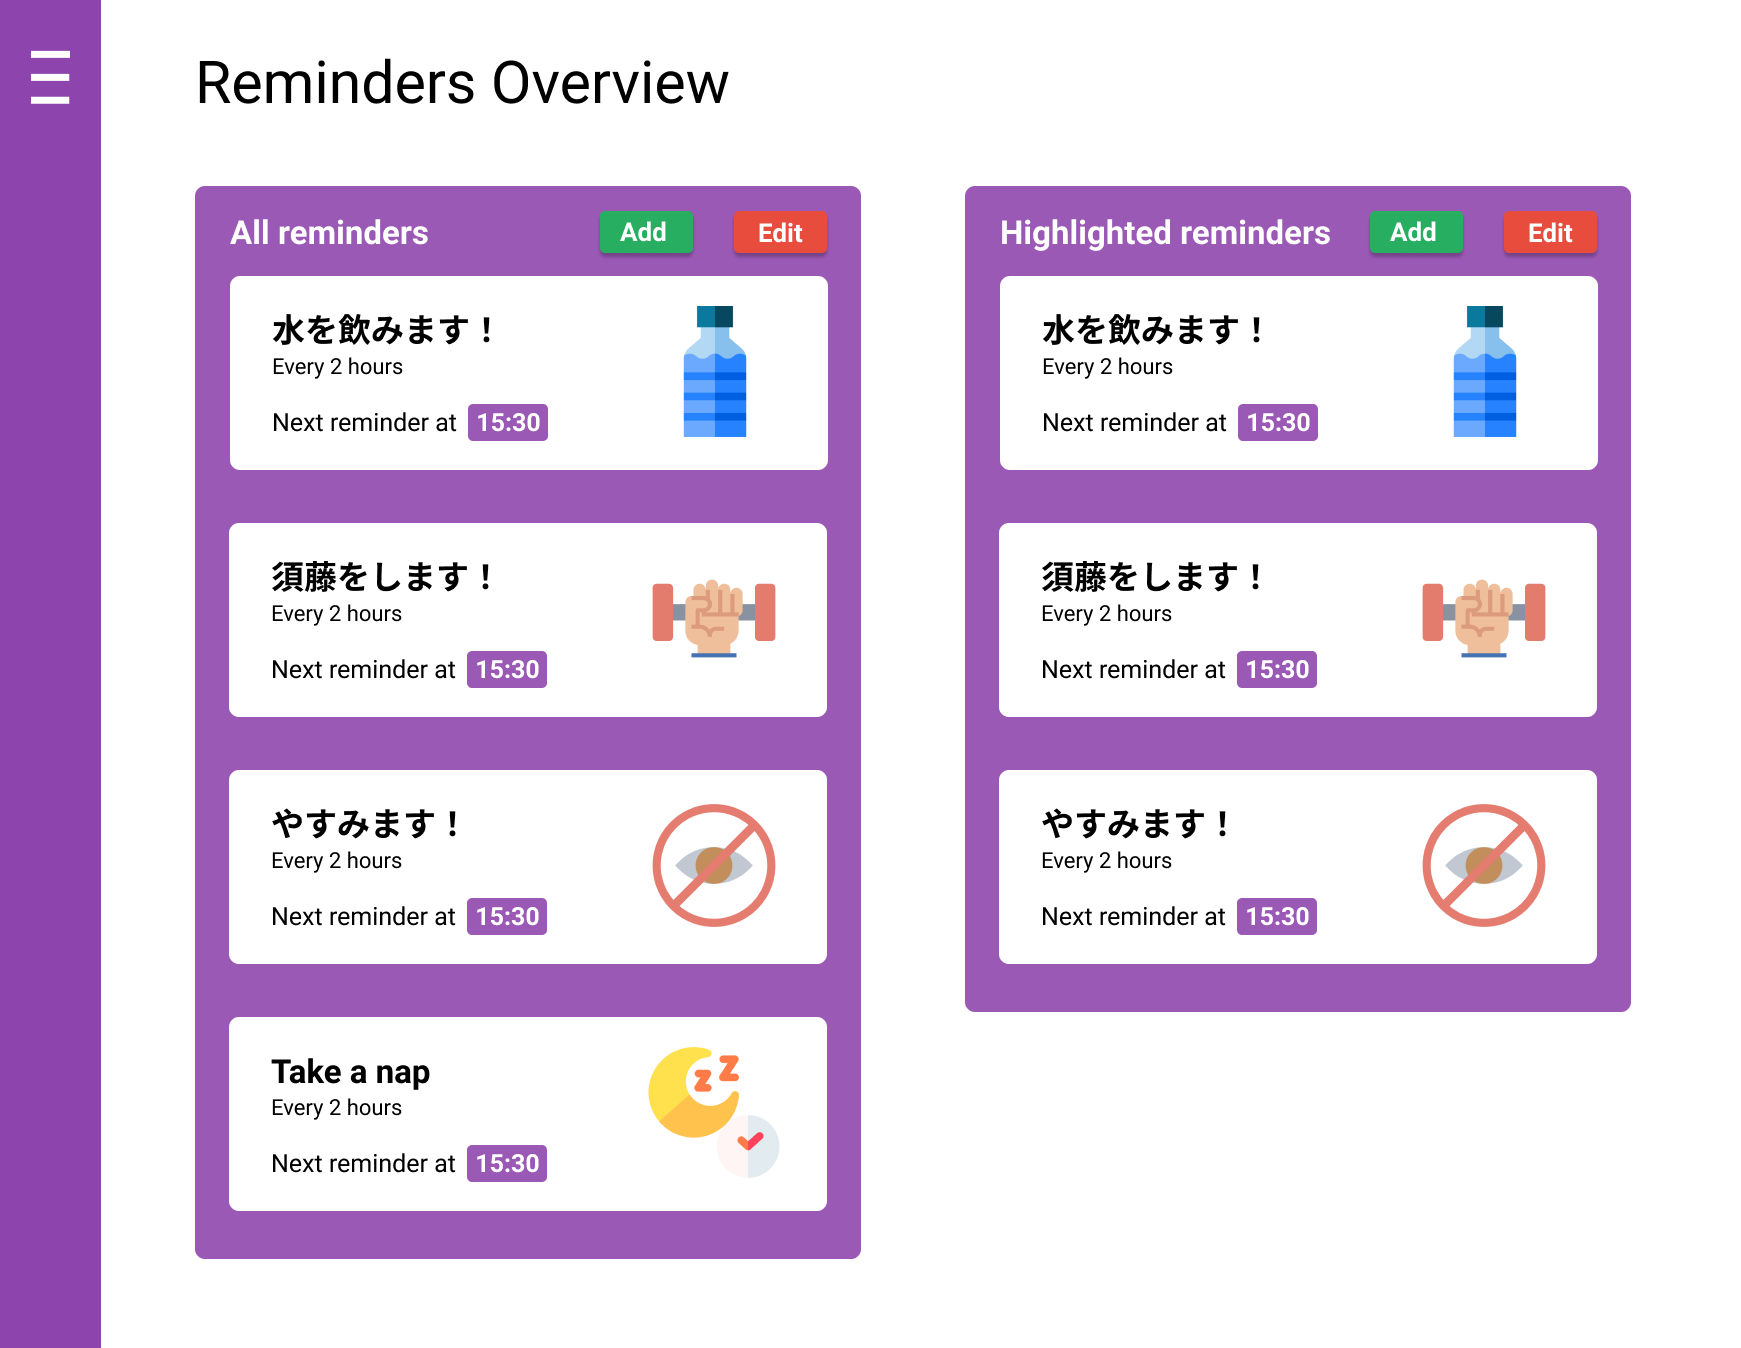 Reminders Overview
All reminders
Add
Edit
水を飲みます！
Every 2 hours
Next reminder at 15:30
須藤をします！
Every 2 hours
Next reminder at 15:30
やすみます！
Every 2 hours
Next reminder at 15:30
Take a nap
Every 2 hours
Next reminder at 15:30
Highlighted reminders
Add
Edit
水を飲みます！
Every 2 hours
Next reminder at 15:30
須藤をします！
Every 2 hours
Next reminder at 15:30
やすみます！
Every 2 hours
Next reminder at 15:30